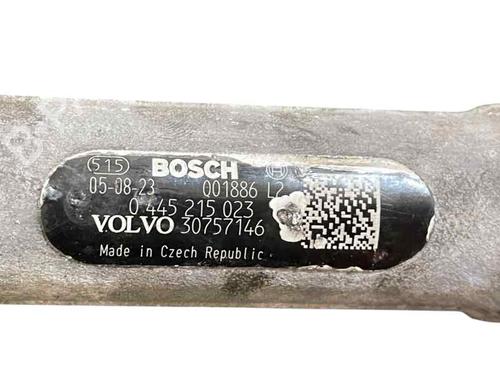 515 BOSCH
05-08-23 001886 L2
0 445 215 023
VOLVO 30757146
Made in Czech Republic